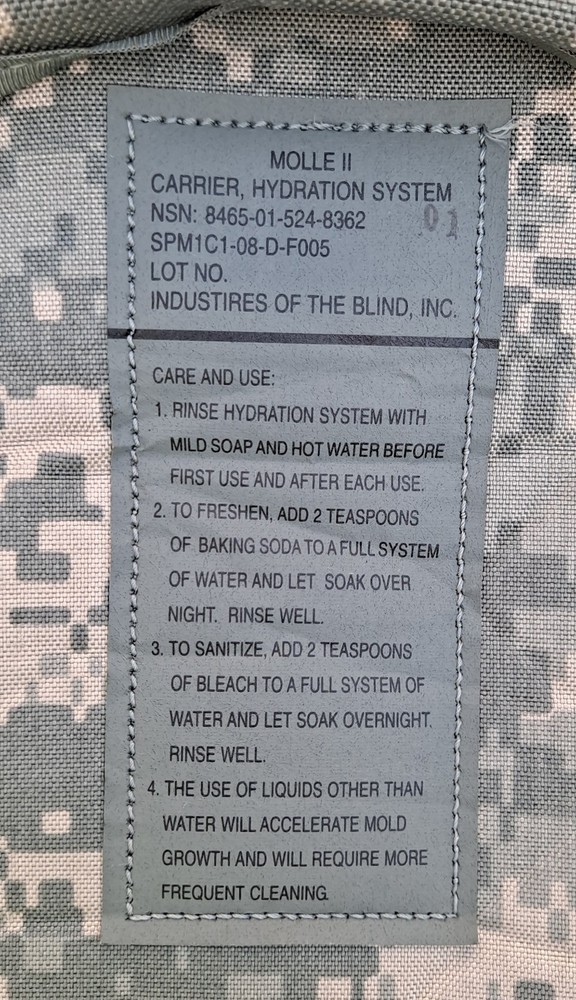 MOLLE II
CARRIER, HYDRATION SYSTEM
NSN: 8465-01-524-8362 01
SPM1C1-08-D-F005
LOT NO.
INDUSTIRES OF THE BLIND, INC.
CARE AND USE:
1. RINSE HYDRATION SYSTEM WITH
MILD SOAP AND HOT WATER BEFORE
FIRST USE AND AFTER EACH USE.
2. TO FRESHEN, ADD 2 TEASPOONS
OF BAKING SODA TO A FULL SYSTEM
OF WATER AND LET SOAK OVER
NIGHT. RINSE WELL.
3. TO SANITIZE, ADD 2 TEASPOONS
OF BLEACH TO A FULL SYSTEM OF
WATER AND LET SOAK OVERNIGHT.
RINSE WELL.
4. THE USE OF LIQUIDS OTHER THAN
WATER WILL ACCELERATE MOLD
GROWTH AND WILL REQUIRE MORE
FREQUENT CLEANING.